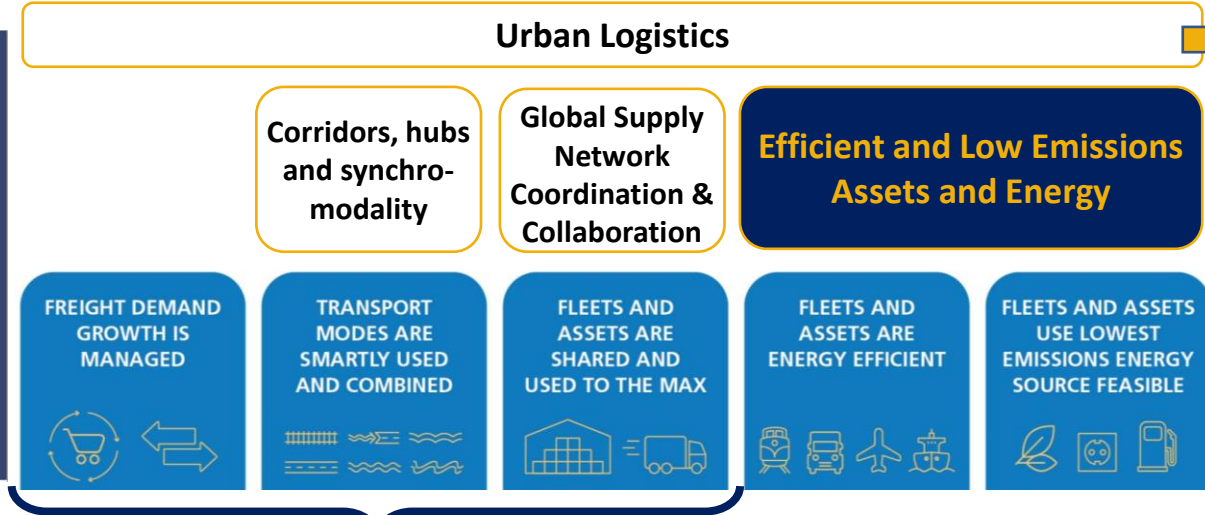 Urban Logistics
Corridors, hubs
and synchro-
modality
Global Supply
Network
Coordination &
Collaboration
Efficient and Low Emissions
Assets and Energy
FREIGHT DEMAND
GROWTH IS
MANAGED
TRANSPORT
MODES ARE
SMARTLY USED
AND COMBINED
FLEETS AND
ASSETS ARE
SHARED AND
USED TO THE MAX
FLEETS AND
ASSETS ARE
ENERGY EFFICIENT
FLEETS AND ASSETS
USE LOWEST
EMISSIONS ENERGY
SOURCE FEASIBLE